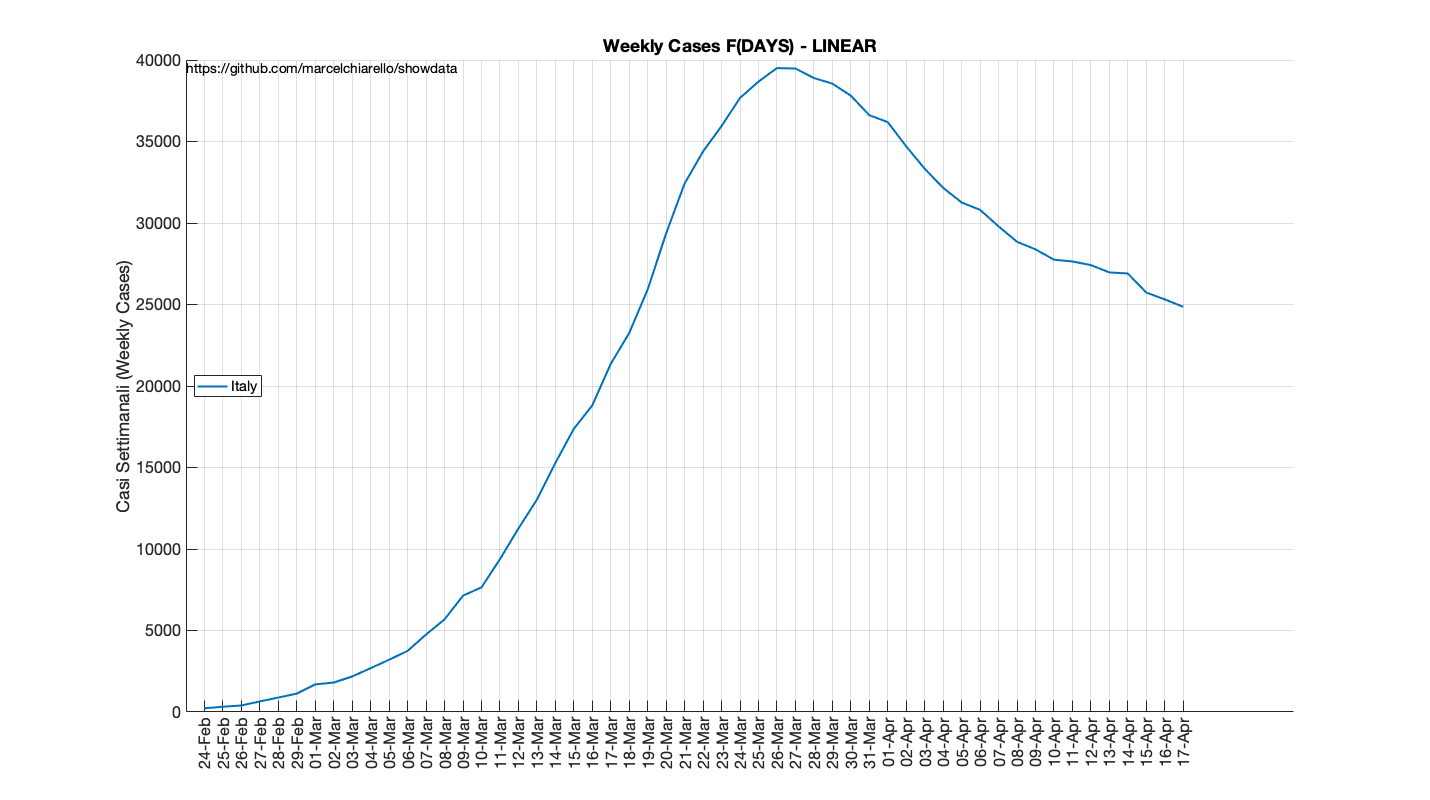 Weekly Cases F(DAYS) - LINEAR
https://github.com/marcelchiarello/showdata
Casi Settimanali (Weekly Cases)
40000
35000
30000
25000
20000
15000
10000
5000
0
Italy
24-Feb
25-Feb
26-Feb
27-Feb
28-Feb
29-Feb
01-Mar
02-Mar
03-Mar
04-Mar
05-Mar
06-Mar
07-Mar
08-Mar
09-Mar
10-Mar
11-Mar
12-Mar
13-Mar
14-Mar
15-Mar
16-Mar
17-Mar
18-Mar
19-Mar
20-Mar
21-Mar
22-Mar
23-Mar
24-Mar
25-Mar
26-Mar
27-Mar
28-Mar
29-Mar
30-Mar
31-Mar
01-Apr
02-Apr
03-Apr
04-Apr
05-Apr
06-Apr
07-Apr
08-Apr
09-Apr
10-Apr
11-Apr
12-Apr
13-Apr
14-Apr
15-Apr
16-Apr
17-Apr